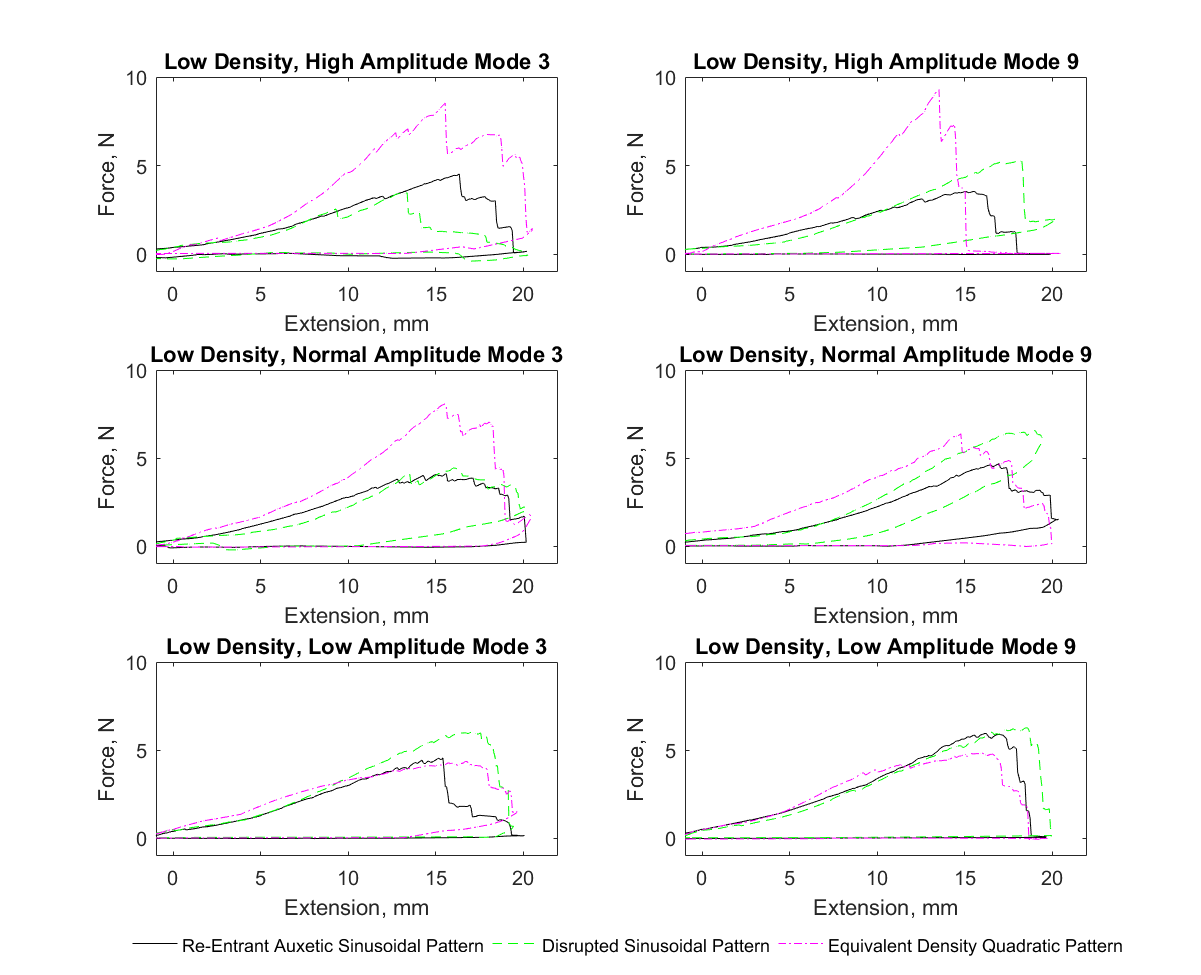 Low Density, High Amplitude Mode 3
10
5
0
Force, N
0 5 10 15 20
Extension, mm
Low Density, High Amplitude Mode 9
10
5
0
Force, N
0 5 10 15 20
Extension, mm
Low Density, Normal Amplitude Mode 3
10
5
0
Force, N
0 5 10 15 20
Extension, mm
Low Density, Normal Amplitude Mode 9
10
5
0
Force, N
0 5 10 15 20
Extension, mm
Low Density, Low Amplitude Mode 3
10
5
0
Force, N
0 5 10 15 20
Extension, mm
Low Density, Low Amplitude Mode 9
10
5
0
Force, N
0 5 10 15 20
Extension, mm
Re-Entrant Auxetic Sinusoidal Pattern Disrupted Sinusoidal Pattern Equivalent Density Quadratic Pattern